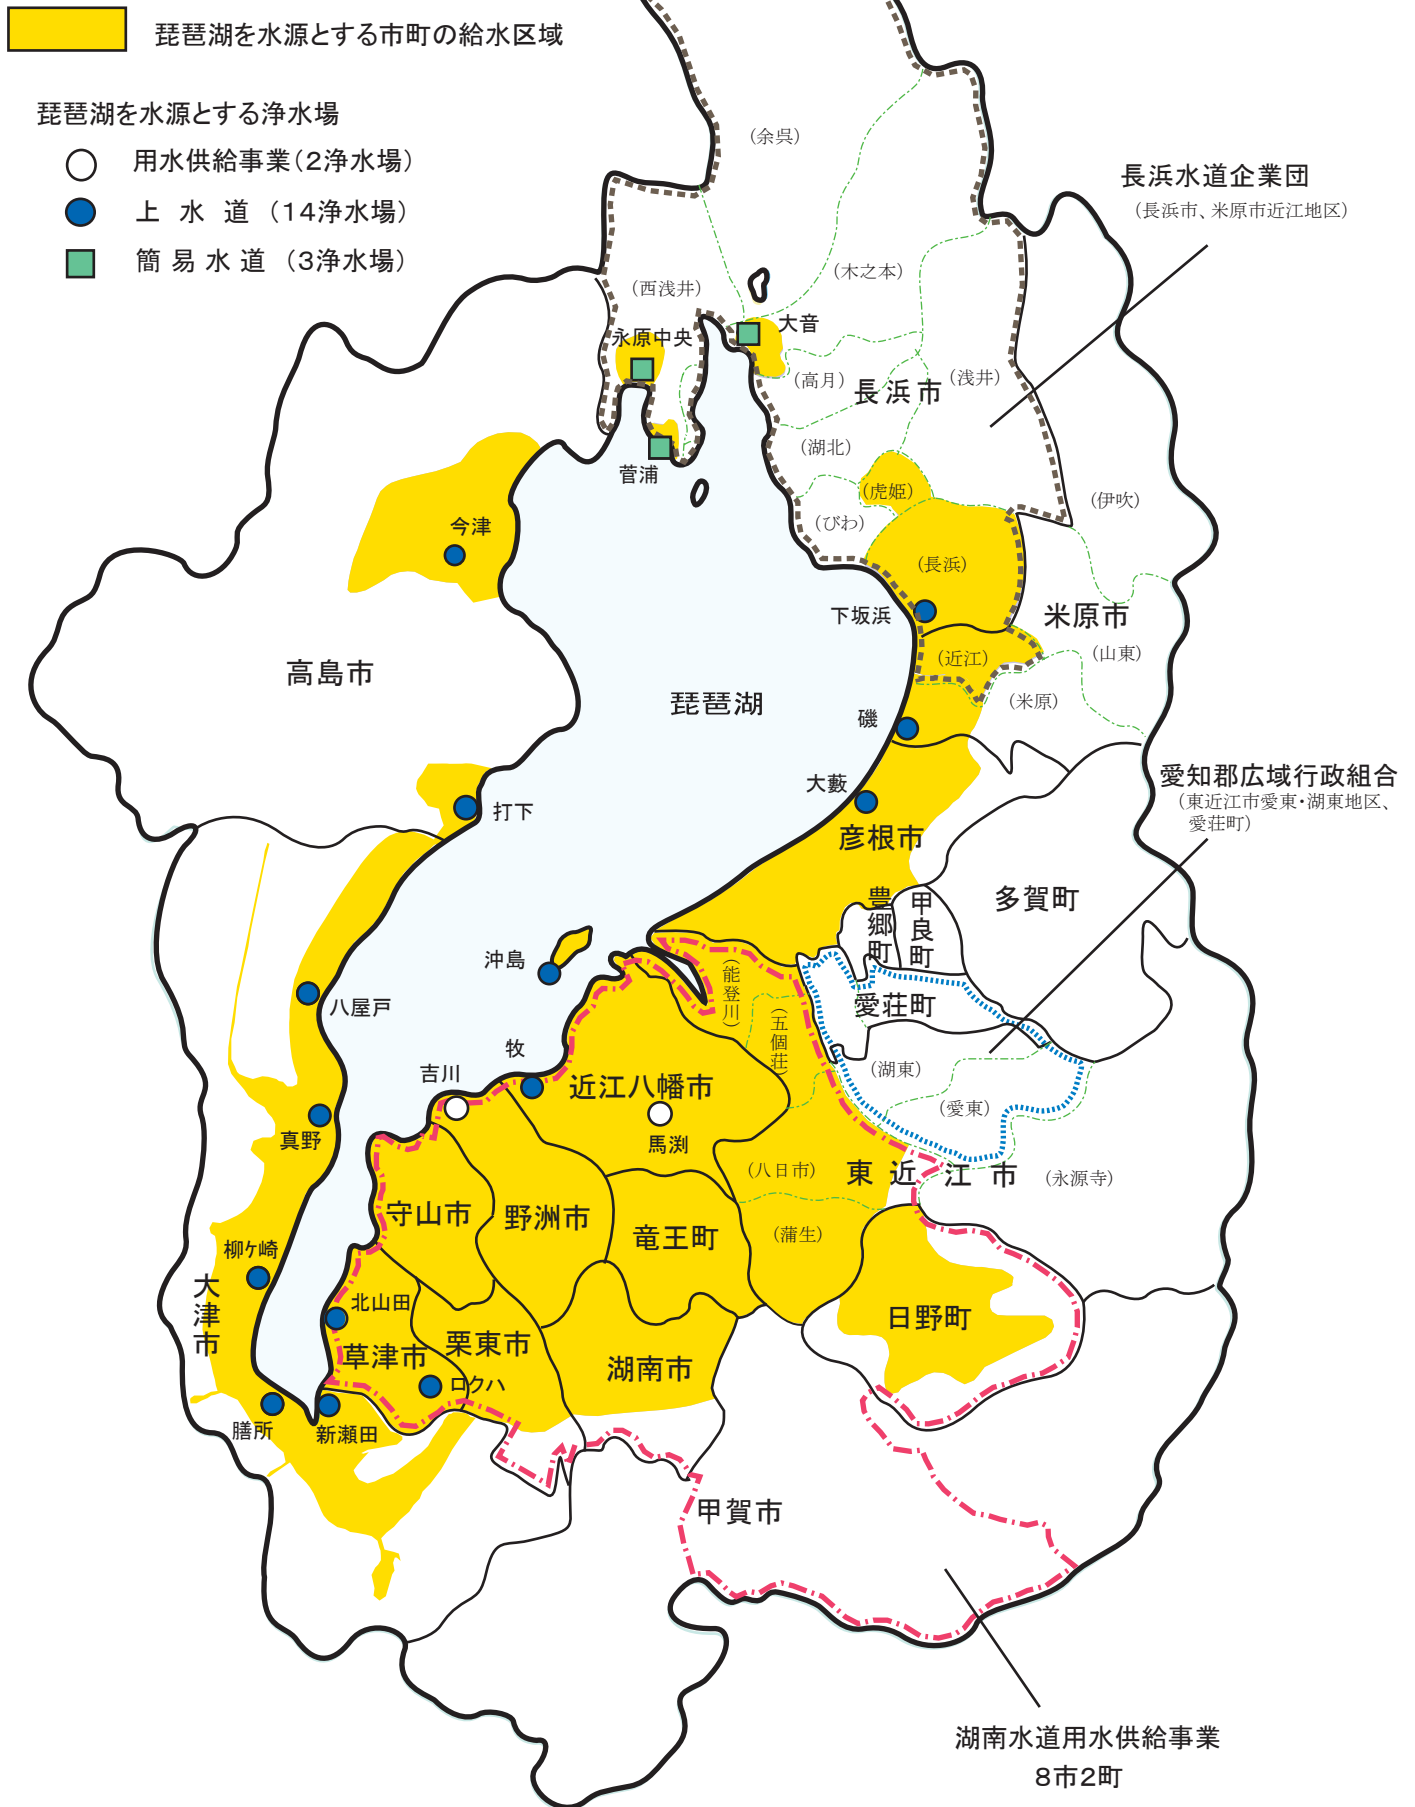 琵琶湖を水源とする市町の給水区域
琵琶湖を水源とする浄水場
用水供給事業(2浄水場)
上水道(14浄水場)
簡易水道(3浄水場)
(余呉)
長浜水道企業団
(長浜市、米原市近江地区)
(木之本)
(西浅井)
大音
永原中央
(高月)
(浅井)
長浜市
(湖北)
菅浦
(虎姫)
(伊吹)
(びわ)
今津
(長浜)
下坂浜
米原市
(近江)
(山東)
高島市
琵琶湖
(米原)
磯
愛知郡広域行政組合
(東近江市愛東・湖東地区、
愛荘町)
大藪
打下
彦根市
豊郷町
甲良町
多賀町
沖島
(能登川)
八屋戸
愛荘町
(五個荘)
牧
吉川
近江八幡市
(湖東)
(愛東)
馬渕
真野
(八日市)
東近江市
(永源寺)
守山市
野洲市
竜王町
(蒲生)
柳ケ崎
大津市
北山田
日野町
草津市
栗東市
湖南市
ロクハ
膳所
新瀬田
甲賀市
湖南水道用水供給事業
8市2町